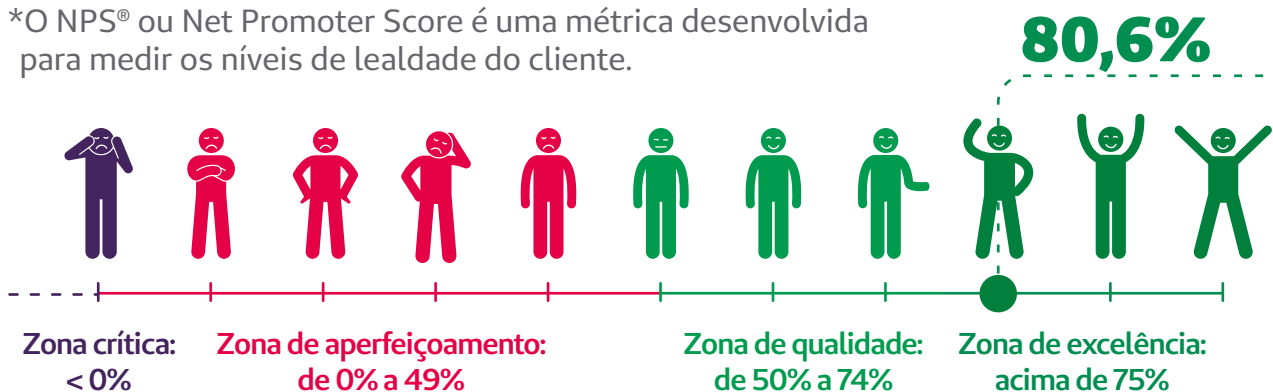 *O NPS® ou Net Promoter Score é uma métrica desenvolvida
para medir os níveis de lealdade do cliente.
80,6%
Zona crítica:
< 0%
Zona de aperfeiçoamento:
de 0% a 49%
Zona de qualidade:
de 50% a 74%
Zona de excelência:
acima de 75%